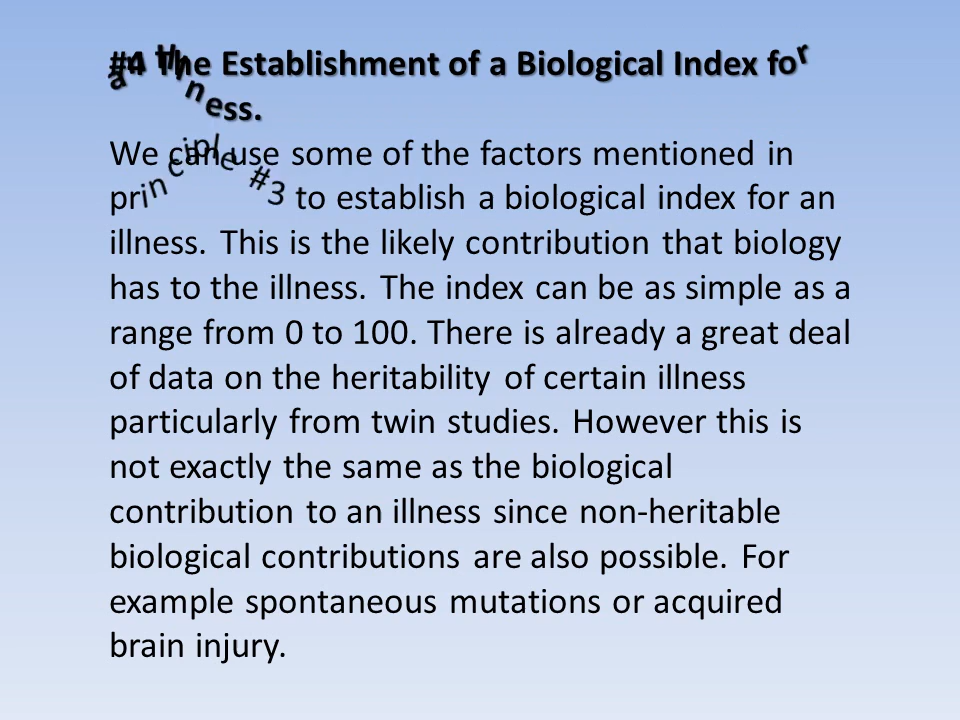 #4 The Establishment of a Biological Index for
an Illness.
We can use some of the factors mentioned in
principle #3 to establish a biological index for an
illness. This is the likely contribution that biology
has to the illness. The index can be as simple as a
range from 0 to 100. There is already a great deal
of data on the heritability of certain illness
particularly from twin studies. However this is
not exactly the same as the biological
contribution to an illness since non-heritable
biological contributions are also possible. For
example spontaneous mutations or acquired
brain injury.